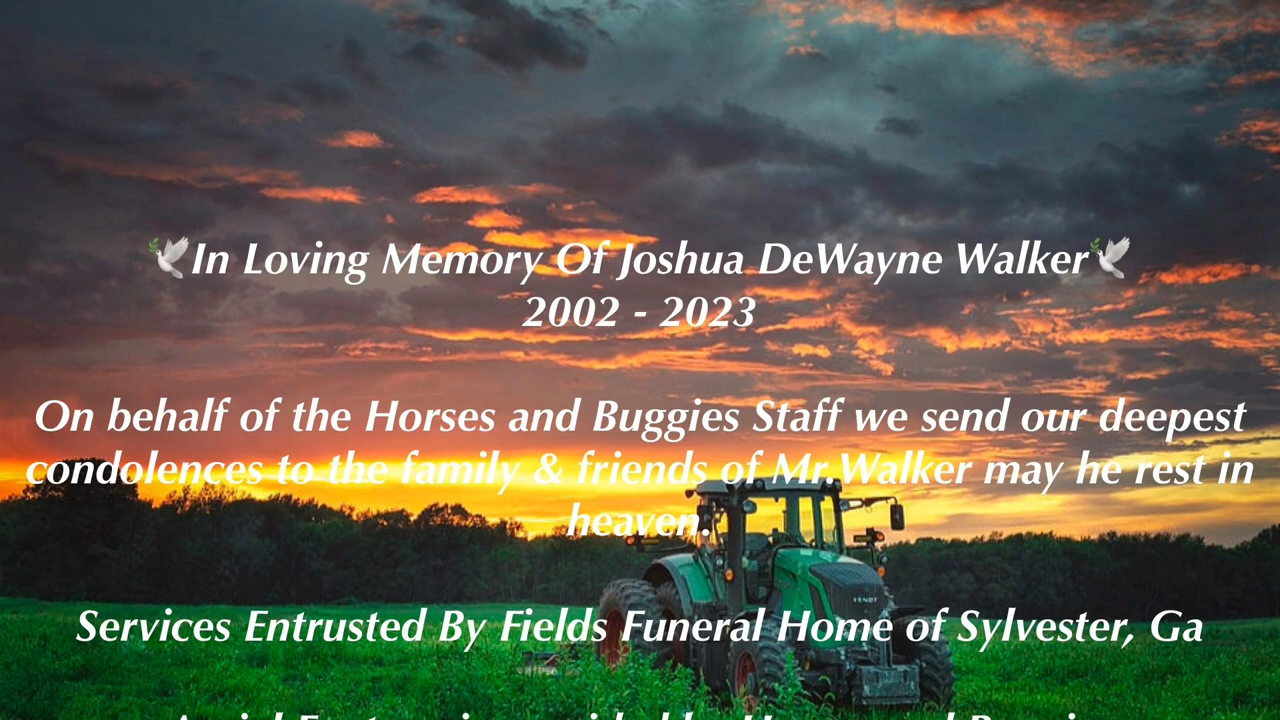 🕊️In Loving Memory Of Joshua DeWayne Walker🕊️
2002 - 2023
On behalf of the Horses and Buggies Staff we send our deepest
condolences to the family & friends of Mr.Walker may he rest in
heaven.
FENDT
Services Entrusted By Fields Funeral Home of Sylvester, Ga